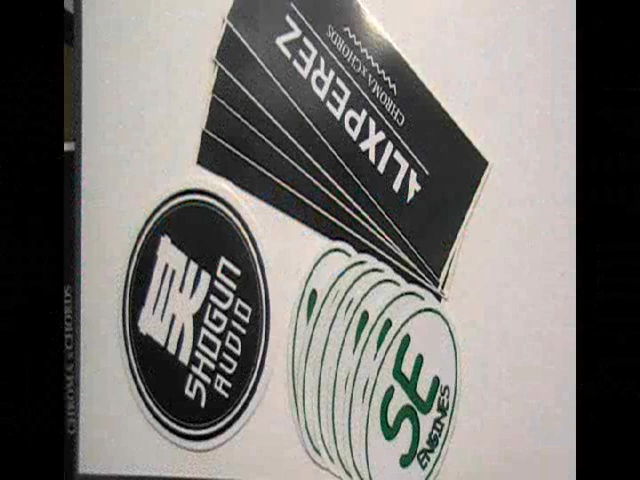 ALIXPEREZ
CHROMA x CHORDS
SHOGUN
AUDIO
SE
ENGINES
CHROMA x CHORDS